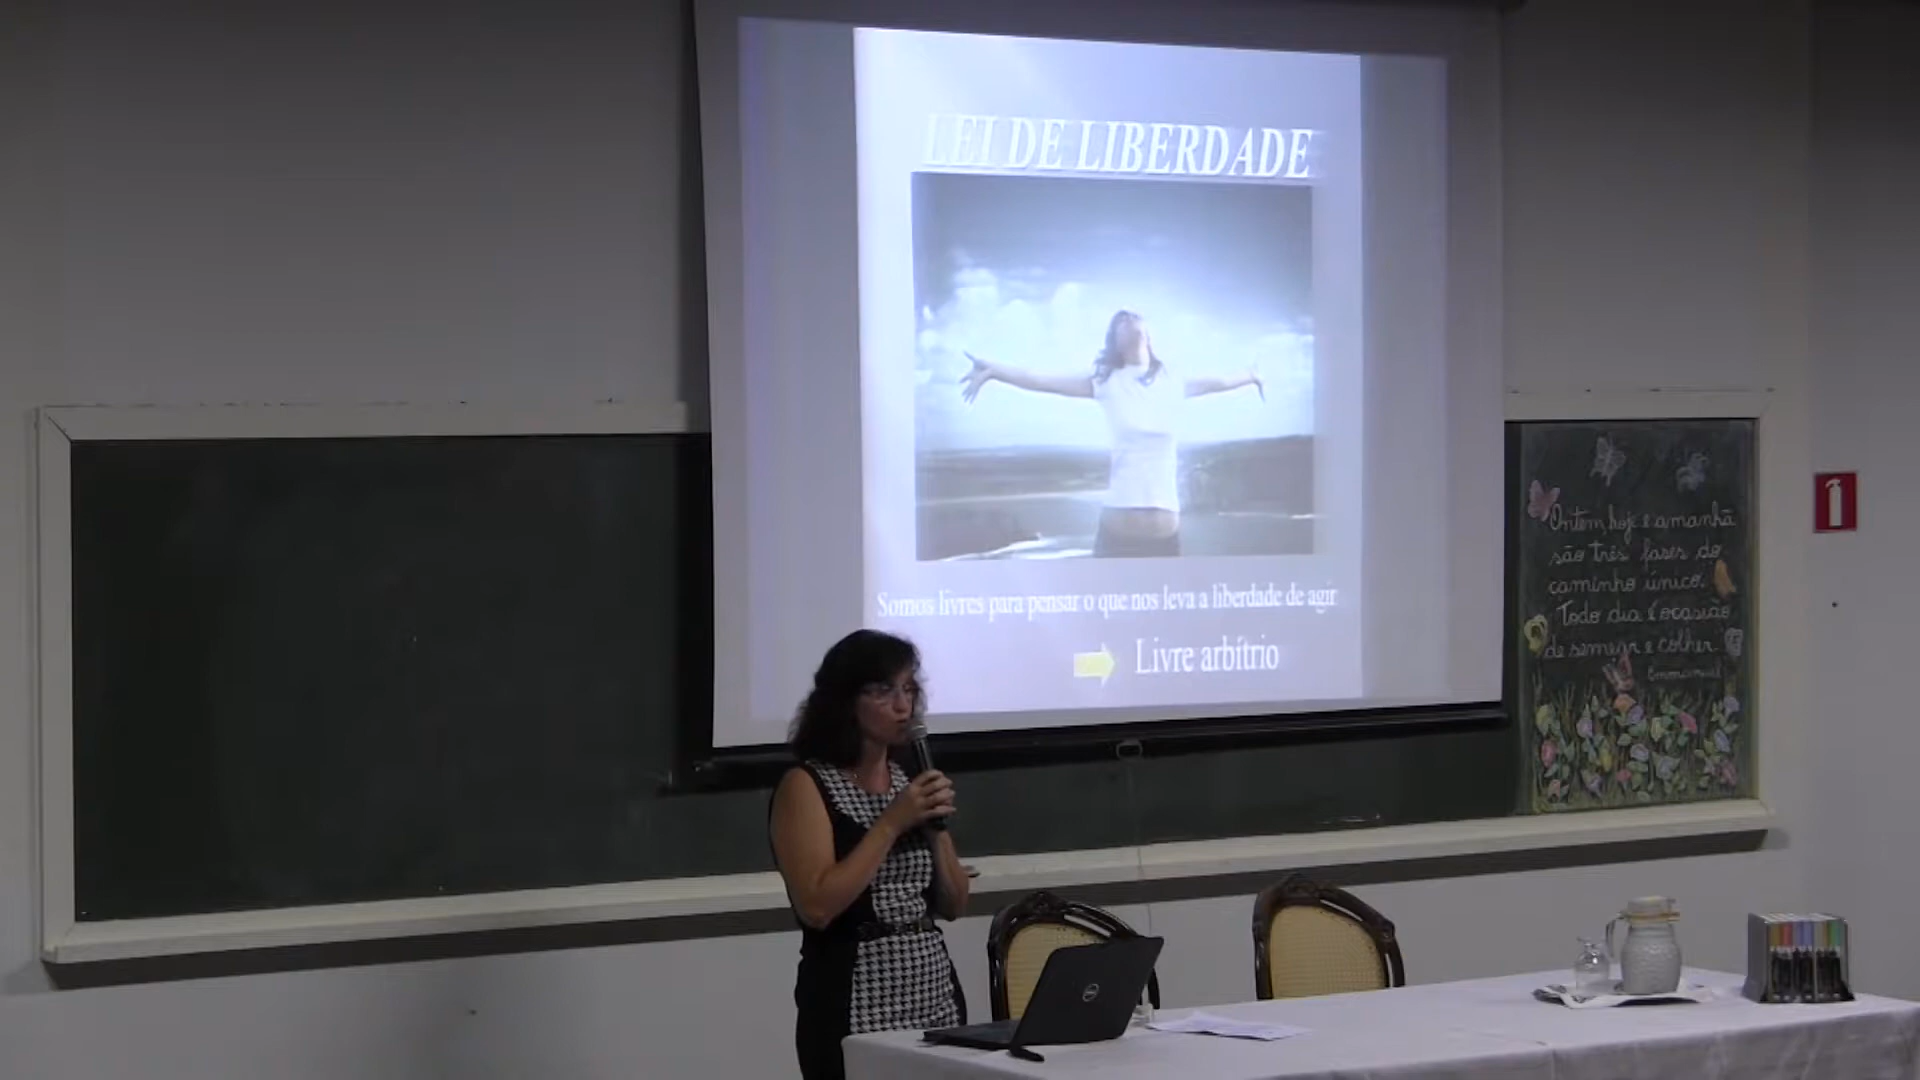 LEI DE LIBERDADE
Somos livres para pensar o que nos leva a liberdade de agir
Livre arbítrio
Ontem, hoje e amanhã
são três fases do
caminho único.
Todo dia é ocasião
de semear e colher.
Emmanuel
DELL